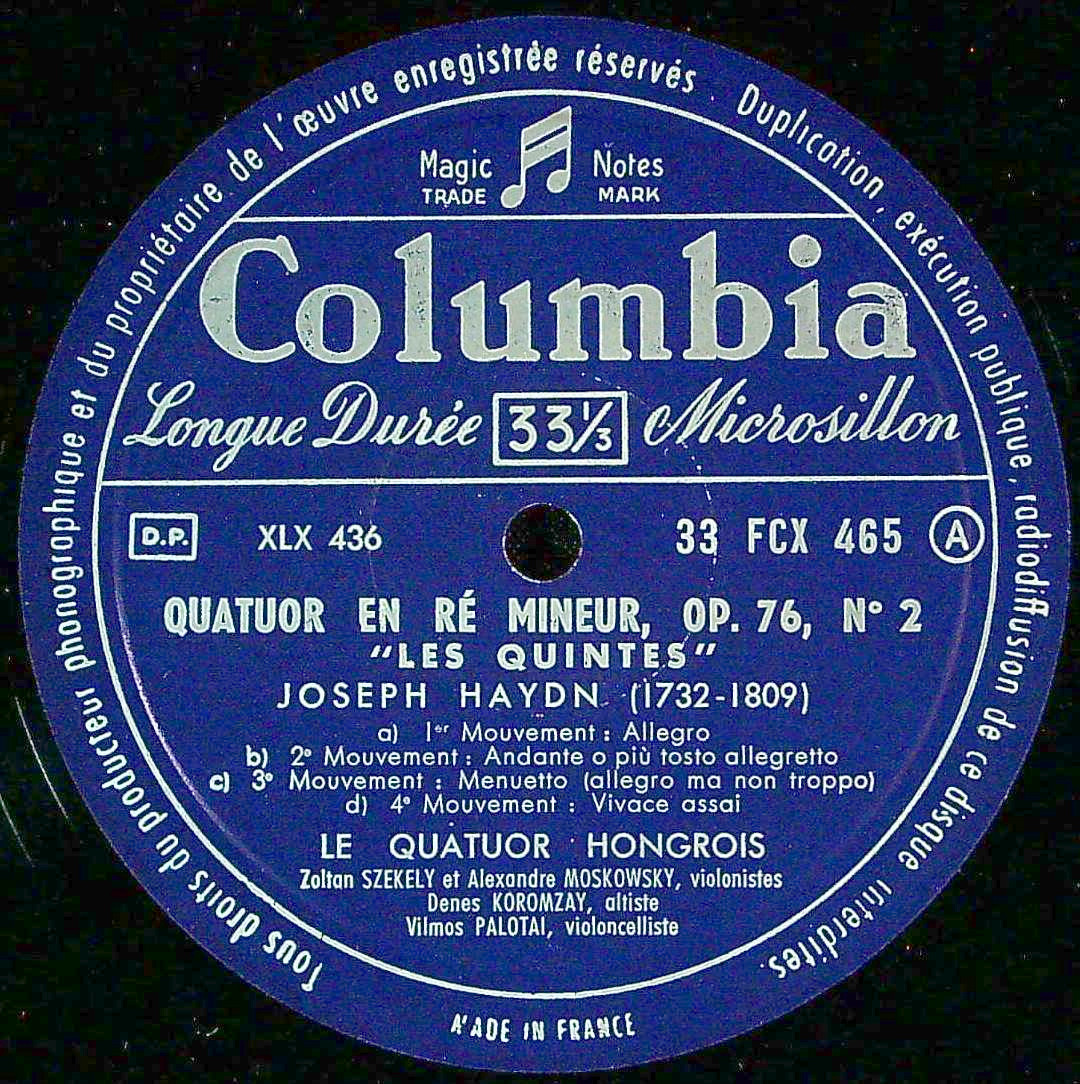 Tous droits du producteur phonographique et du propriétaire de l'œuvre enregistrée réservés. Duplication, exécution publique, radiodiffusion de ce disque interdites.
Magic Notes
TRADE MARK
Columbia
Longue Durée 33⅓ Microsillon
D.P. XLX 436 33 FCX 465 A
QUATUOR EN RÉ MINEUR, OP. 76, N° 2
"LES QUINTES"
JOSEPH HAYDN (1732-1809)
a) 1er Mouvement : Allegro
b) 2e Mouvement : Andante o più tosto allegretto
c) 3e Mouvement : Menuetto (allegro ma non troppo)
d) 4e Mouvement : Vivace assai
LE QUATUOR HONGROIS
Zoltan SZEKELY et Alexandre MOSKOWSKY, violonistes
Denes KOROMZAY, altiste
Vilmos PALOTAI, violoncelliste
MADE IN FRANCE